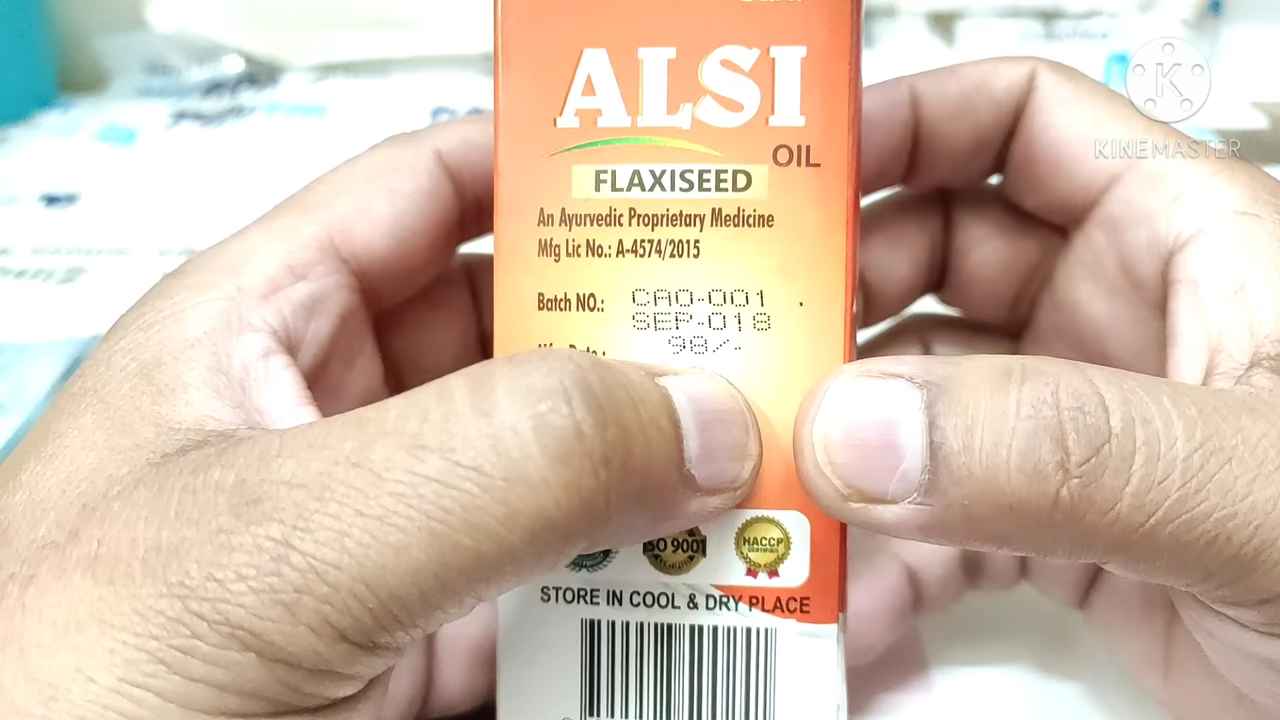 ALSI
OIL
FLAXISEED
An Ayurvedic Proprietary Medicine
Mfg Lic No.: A-4574/2015
Batch NO.: CAO-001
SEP-018
98/-
ISO 9001
HACCP
STORE IN COOL & DRY PLACE
K
KINEMASTER